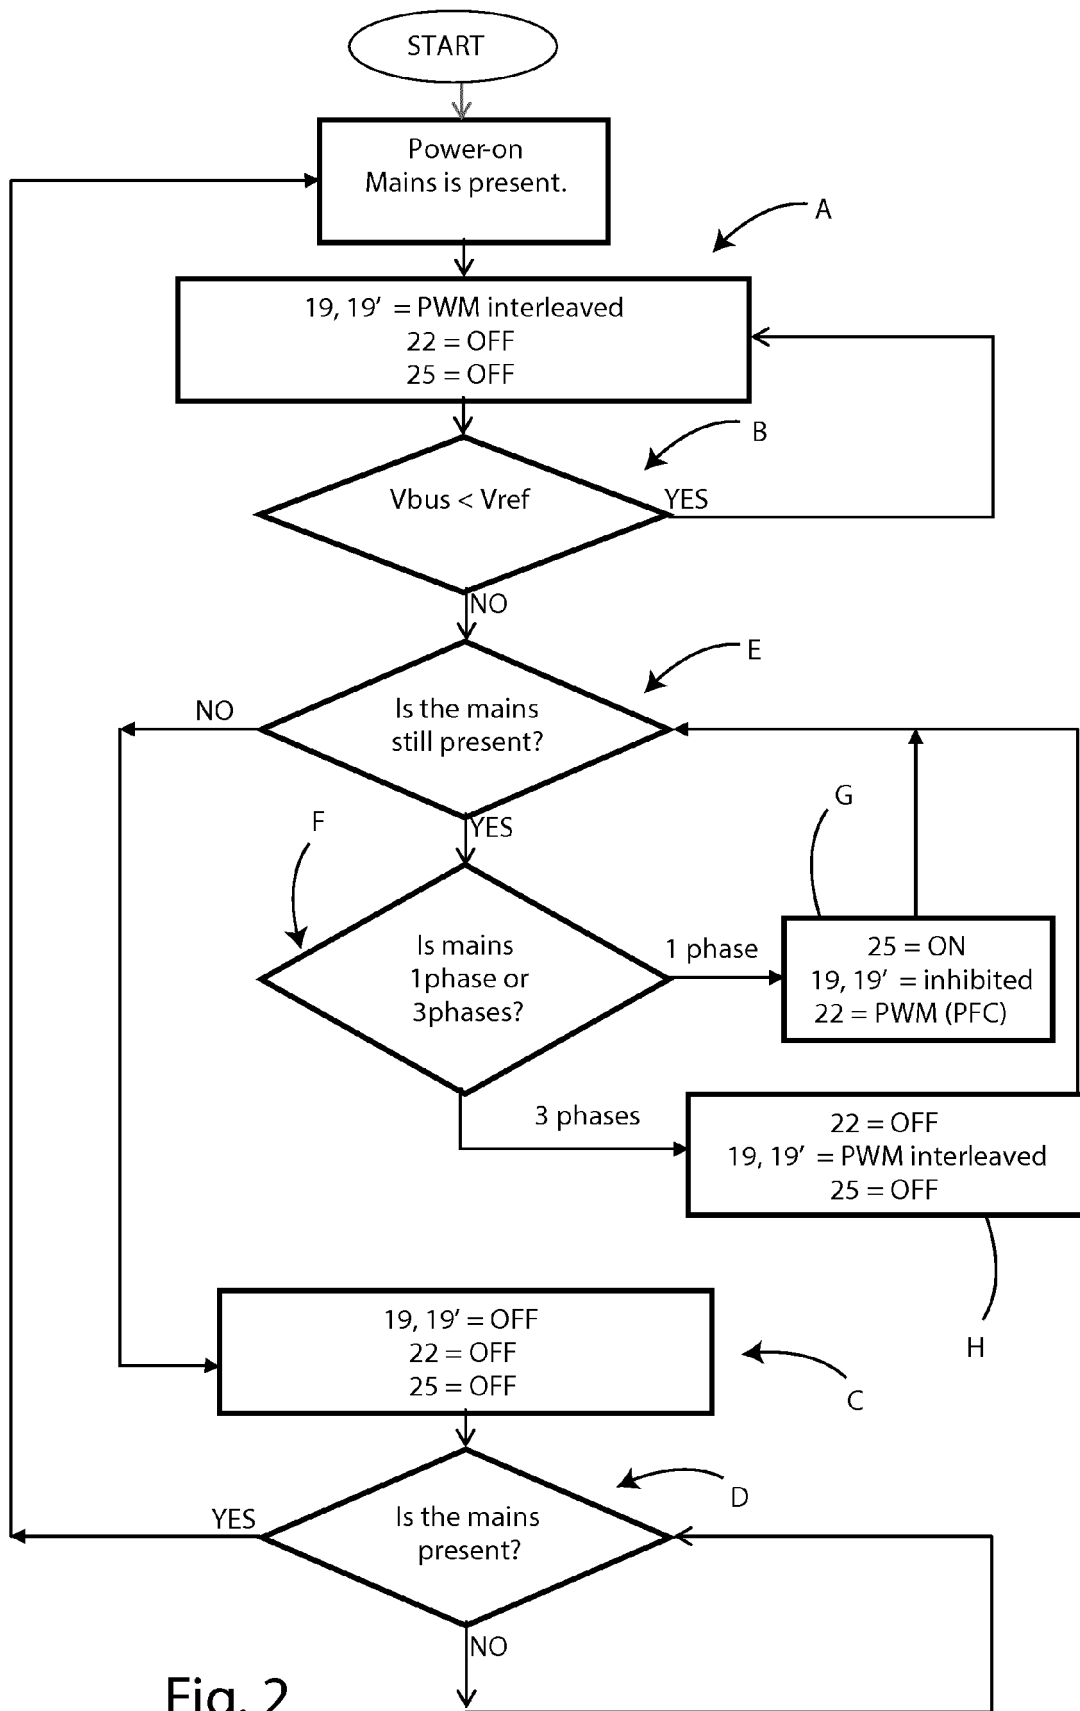 START
Power-on
Mains is present.
A
19, 19' = PWM interleaved
22 = OFF
25 = OFF
B
Vbus < Vref
YES
NO
E
Is the mains
still present?
NO
YES
F
G
Is mains
1phase or
3phases?
1 phase
25 = ON
19, 19' = inhibited
22 = PWM (PFC)
3 phases
22 = OFF
19, 19' = PWM interleaved
25 = OFF
H
19, 19' = OFF
22 = OFF
25 = OFF
C
D
Is the mains
present?
YES
NO
Fig. 2